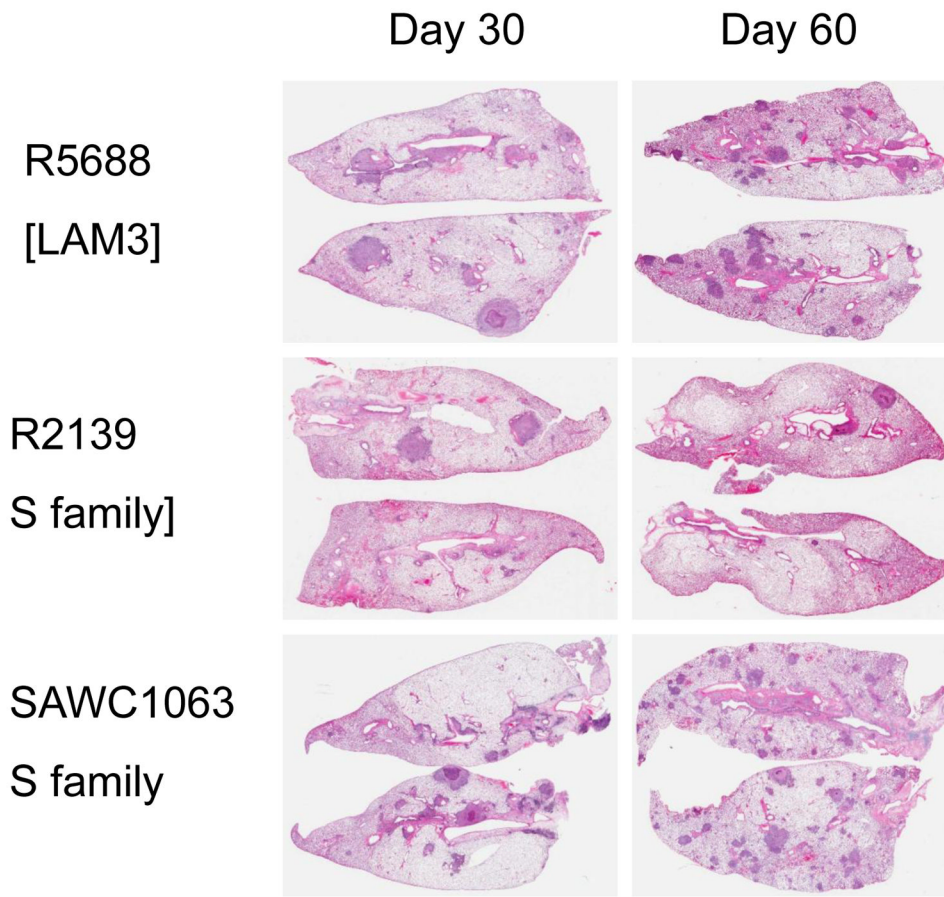 Day 30 Day 60
R5688
[LAM3]
R2139
S family]
SAWC1063
S family